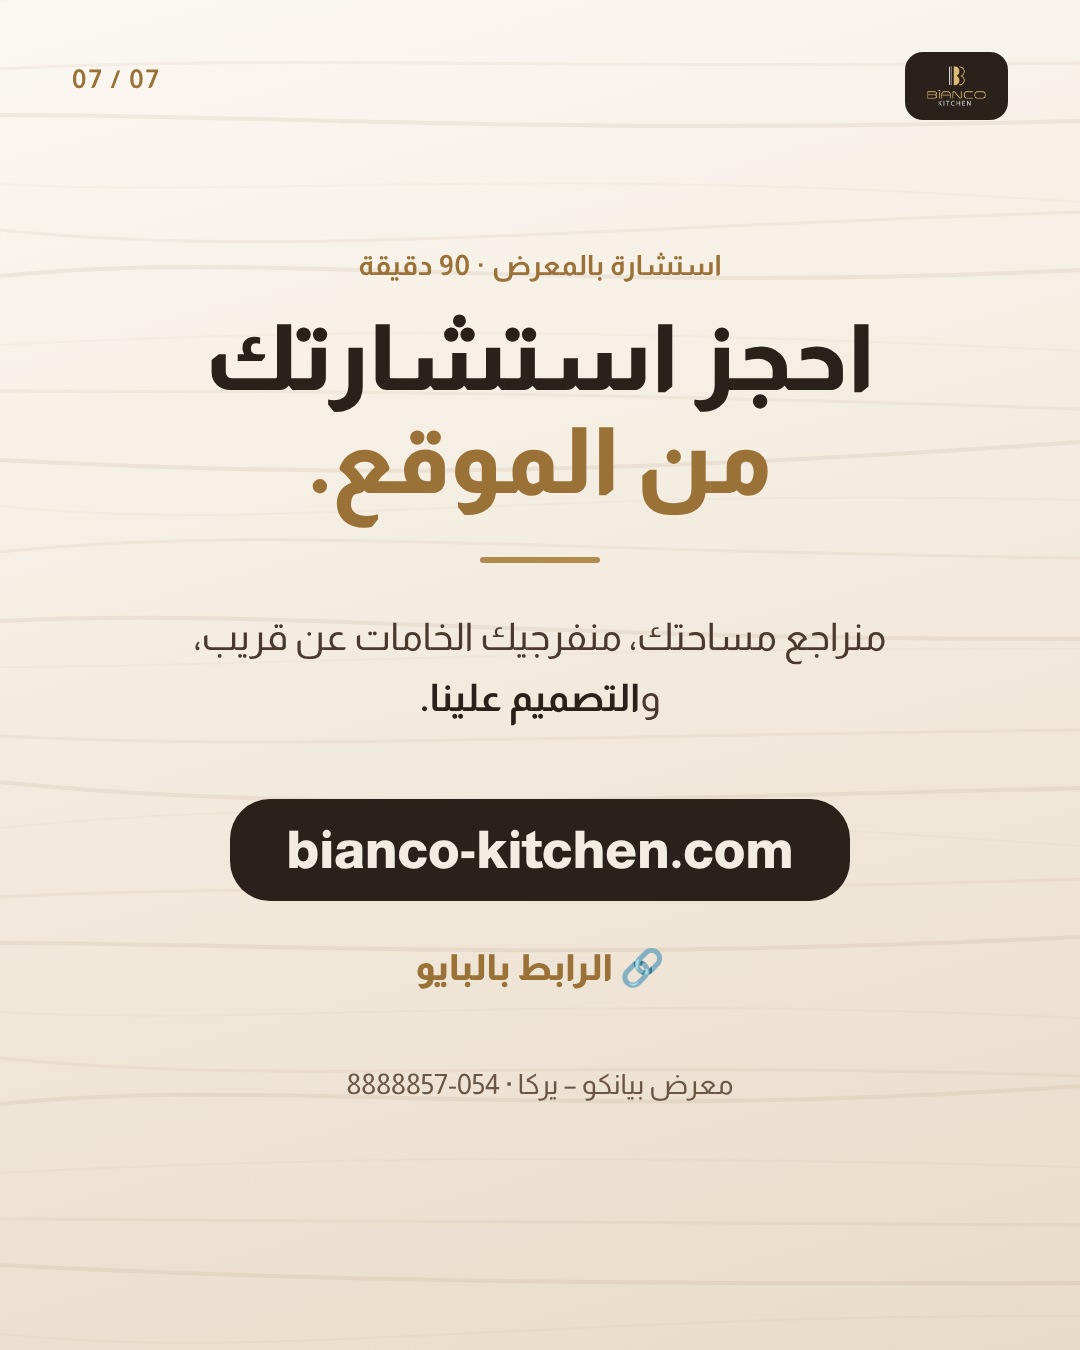 07 / 07
BiANCO
KITCHEN
استشارة بالمعرض · 90 دقيقة
احجز استشارتك
من الموقع.
منراجع مساحتك، منفرجيك الخامات عن قريب،
والتصميم علينا.
bianco-kitchen.com
🔗 الرابط بالبايو
معرض بيانكو – يركا · 8888857-054